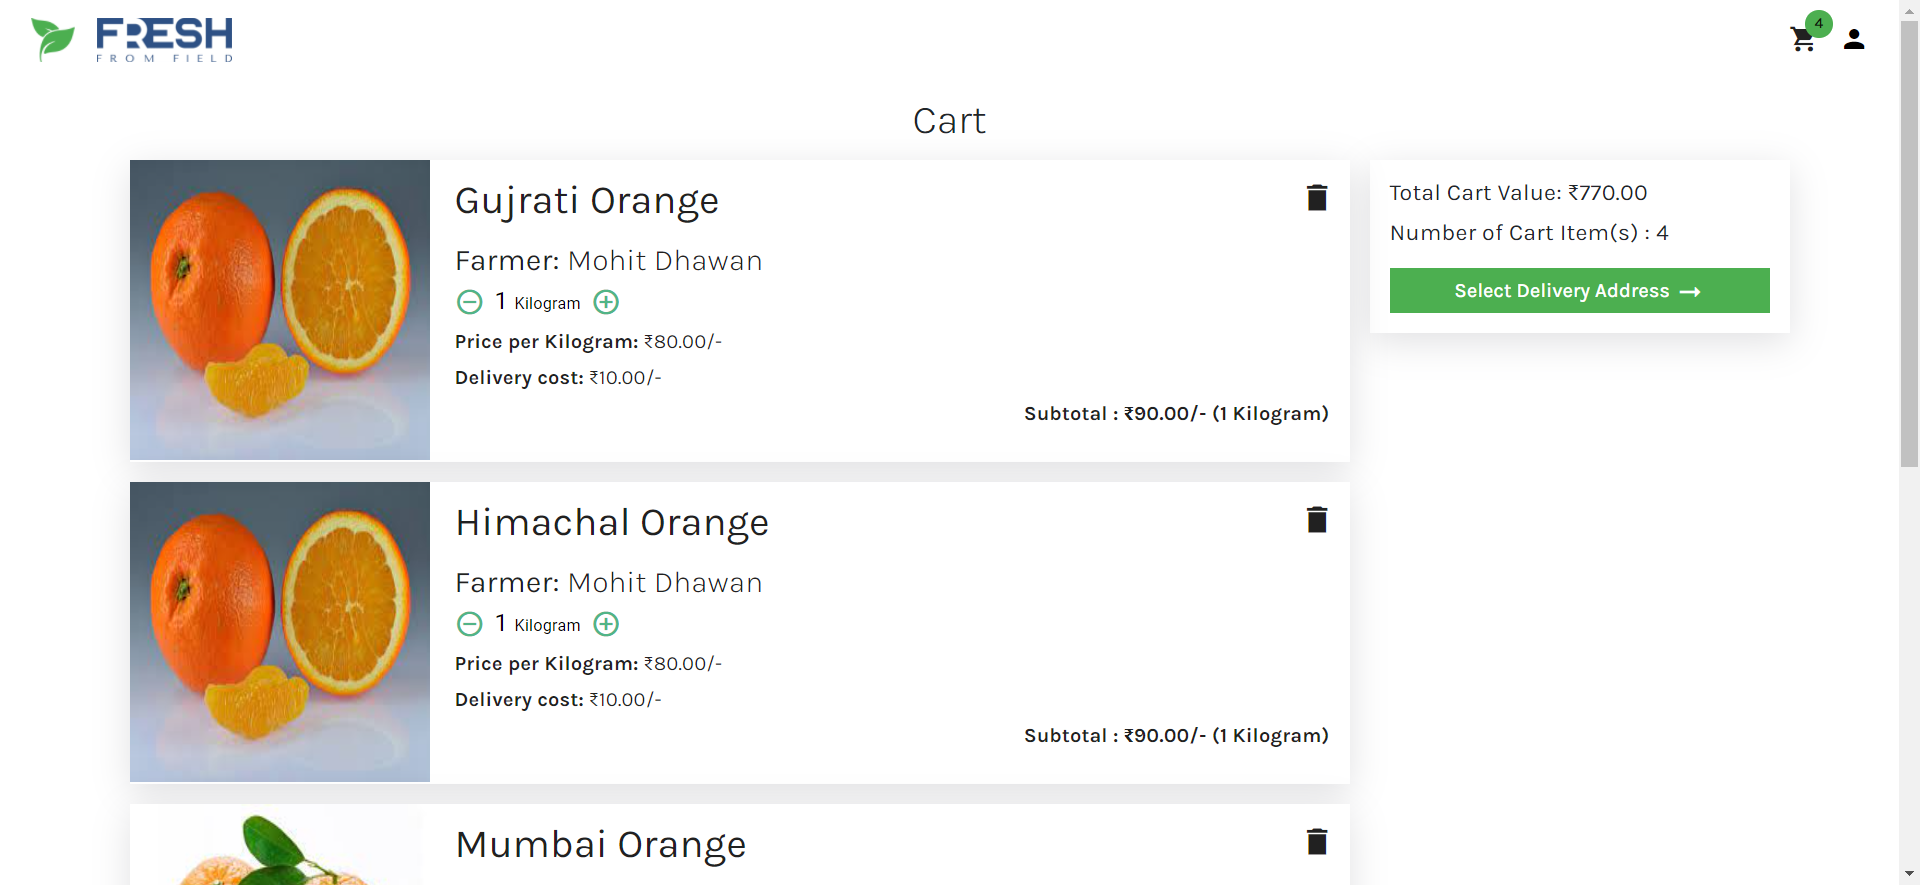 FRESH
FROM FIELD
4
Cart
Gujrati Orange
Farmer: Mohit Dhawan
1 Kilogram
Price per Kilogram: ₹80.00/-
Delivery cost: ₹10.00/-
Subtotal : ₹90.00/- (1 Kilogram)
Total Cart Value: ₹770.00
Number of Cart Item(s) : 4
Select Delivery Address →
Himachal Orange
Farmer: Mohit Dhawan
1 Kilogram
Price per Kilogram: ₹80.00/-
Delivery cost: ₹10.00/-
Subtotal : ₹90.00/- (1 Kilogram)
Mumbai Orange